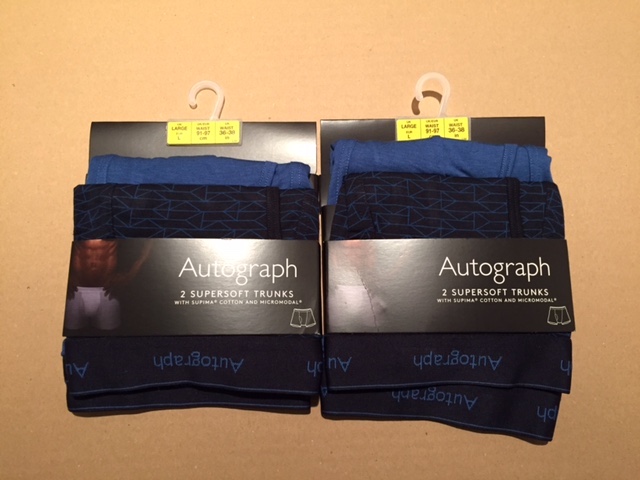 LARGE WAIST WAIST
L 91-97 36-38
Autograph
2 SUPERSOFT TRUNKS
WITH SUPIMA® COTTON AND MICROMODAL®
Autograph
LARGE WAIST WAIST
L 91-97 36-38
Autograph
2 SUPERSOFT TRUNKS
WITH SUPIMA® COTTON AND MICROMODAL®
Autograph
Autograph